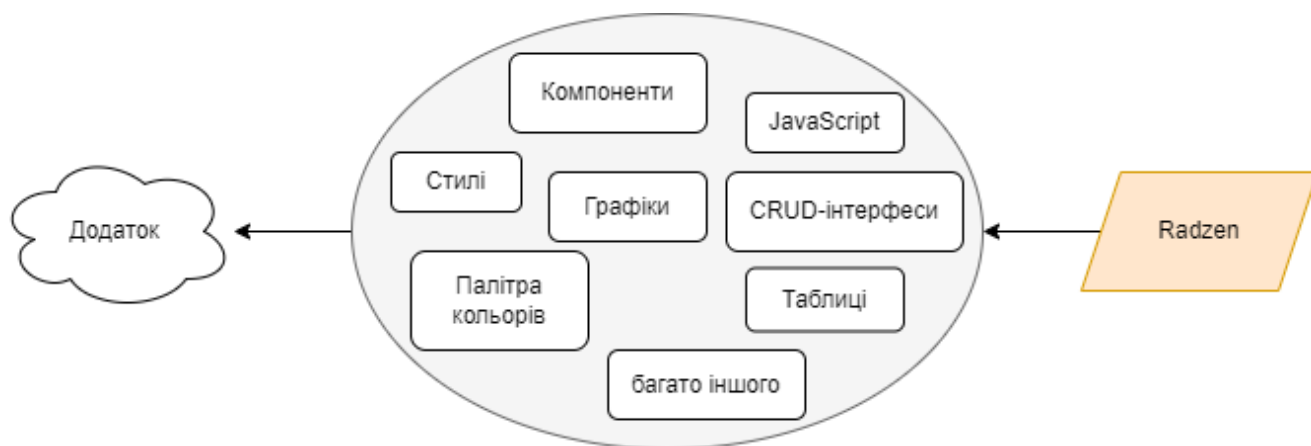 Компоненти
JavaScript
Стилі
Графіки
CRUD-інтерфеси
Додаток
Radzen
Палітра
кольорів
Таблиці
багато іншого